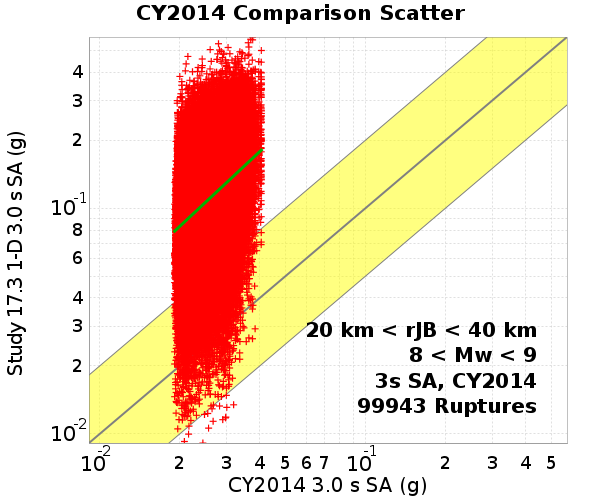 CY2014 Comparison Scatter
Study 17.3 1-D 3.0 s SA (g)
4
3
2
10-1
8
6
4
3
2
10-2
20 km < rJB < 40 km
8 < Mw < 9
3s SA, CY2014
99943 Ruptures
10-2 2 3 4 5 6 7 10-1 2 3 4 5
CY2014 3.0 s SA (g)